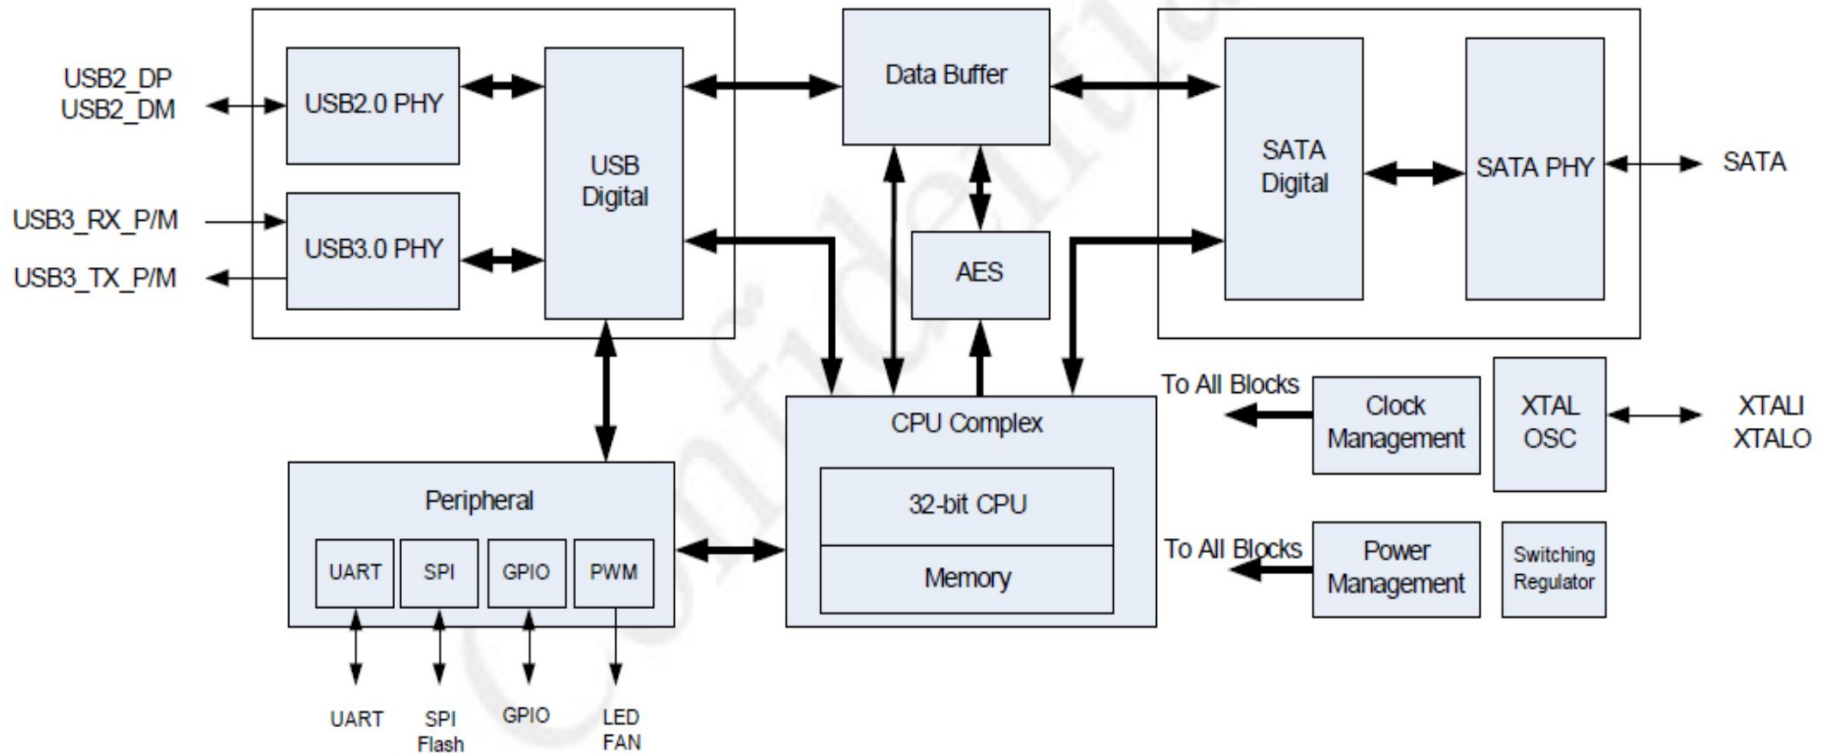 USB2_DP
USB2_DM
USB3_RX_P/M
USB3_TX_P/M
USB2.0 PHY
USB3.0 PHY
USB
Digital
Data Buffer
AES
SATA
Digital
SATA PHY
SATA
CPU Complex
32-bit CPU
Memory
To All Blocks
Clock
Management
XTAL
OSC
XTALI
XTALO
To All Blocks
Power
Management
Switching
Regulator
Peripheral
UART
SPI
GPIO
PWM
UART
SPI
Flash
GPIO
LED
FAN
Confidential